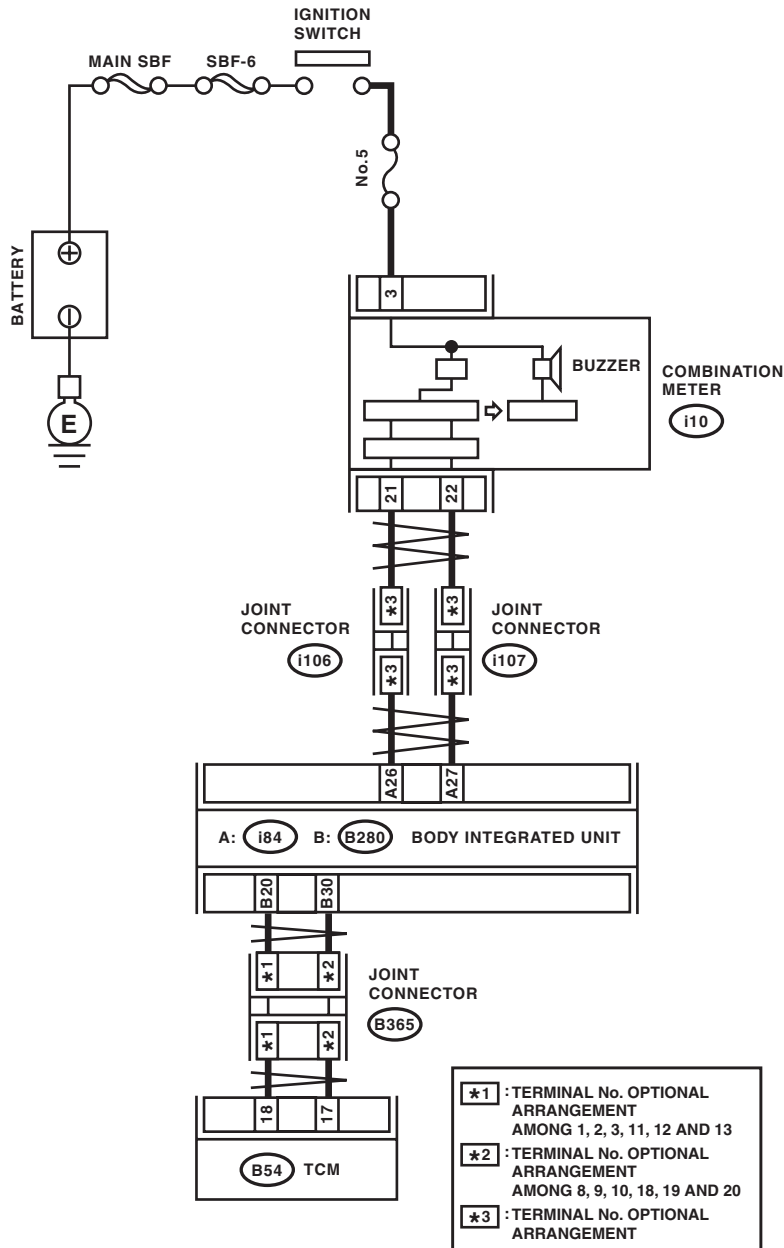 IGNITION
SWITCH
MAIN SBF
SBF-6
No.5
BATTERY
E
3
BUZZER
COMBINATION
METER
i10
21
22
JOINT
CONNECTOR
i106
*3
*3
JOINT
CONNECTOR
i107
*3
*3
A26
A27
A: i84 B: B280 BODY INTEGRATED UNIT
B20
B30
*1
*2
JOINT
CONNECTOR
B365
*1
*2
18
17
B54 TCM
*1 : TERMINAL No. OPTIONAL
ARRANGEMENT
AMONG 1, 2, 3, 11, 12 AND 13
*2 : TERMINAL No. OPTIONAL
ARRANGEMENT
AMONG 8, 9, 10, 18, 19 AND 20
*3 : TERMINAL No. OPTIONAL
ARRANGEMENT